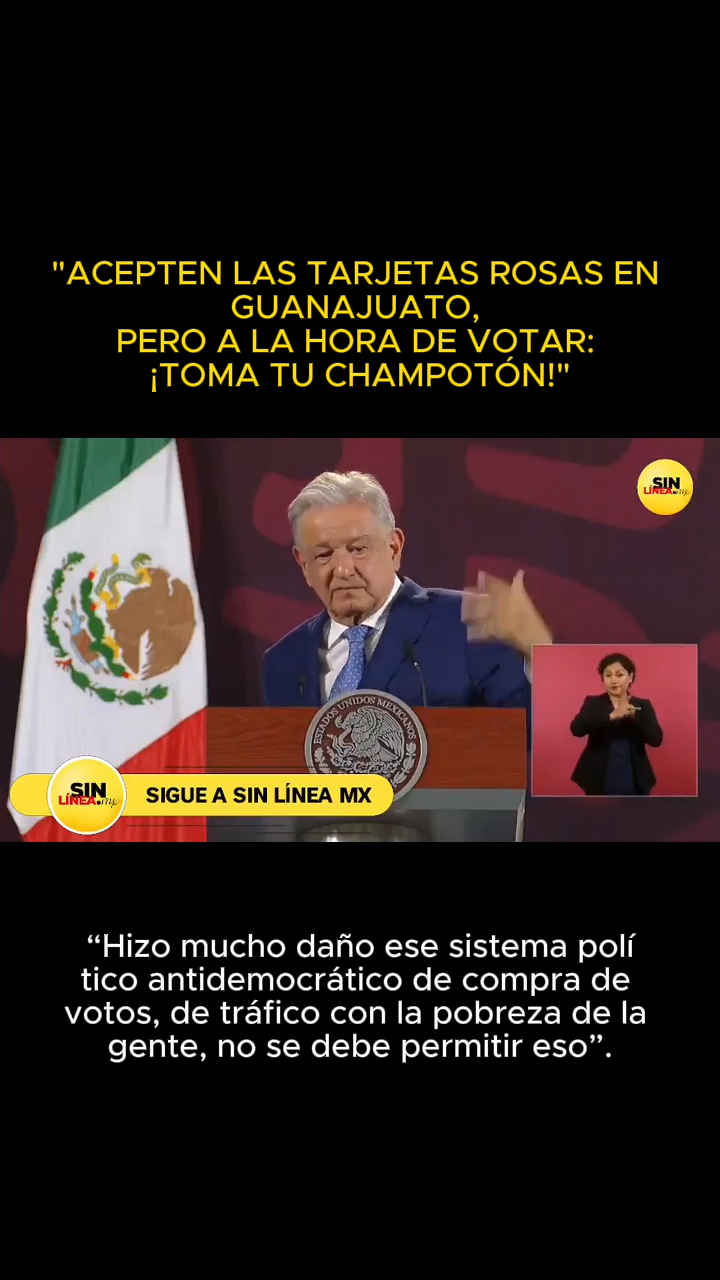 "ACEPTEN LAS TARJETAS ROSAS EN
GUANAJUATO,
PERO A LA HORA DE VOTAR:
¡TOMA TU CHAMPOTÓN!"
SIN
LÍNEA.mx
ESTADOS UNIDOS MEXICANOS
SIN
LÍNEA.mx
SIGUE A SIN LÍNEA MX
“Hizo mucho daño ese sistema polí
tico antidemocrático de compra de
votos, de tráfico con la pobreza de la
gente, no se debe permitir eso”.